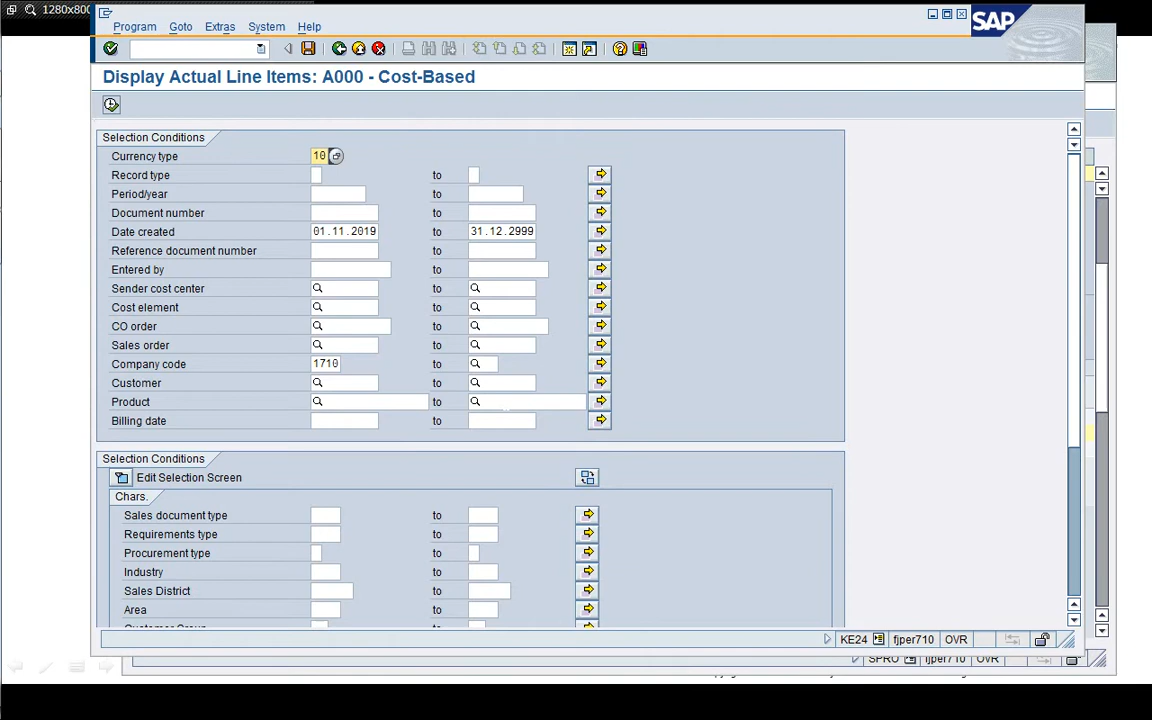 1280x800
Program Goto Extras System Help
SAP
Display Actual Line Items: A000 - Cost-Based
Selection Conditions
Currency type 10
Record type to
Period/year to
Document number to
Date created 01.11.2019 to 31.12.2999
Reference document number to
Entered by to
Sender cost center to
Cost element to
CO order to
Sales order to
Company code 1710 to
Customer to
Product to
Billing date to
Selection Conditions
Edit Selection Screen
Chars.
Sales document type to
Requirements type to
Procurement type to
Industry to
Sales District to
Area to
Customer Group
KE24 fjper710 OVR
SPRO fjper710 OVR